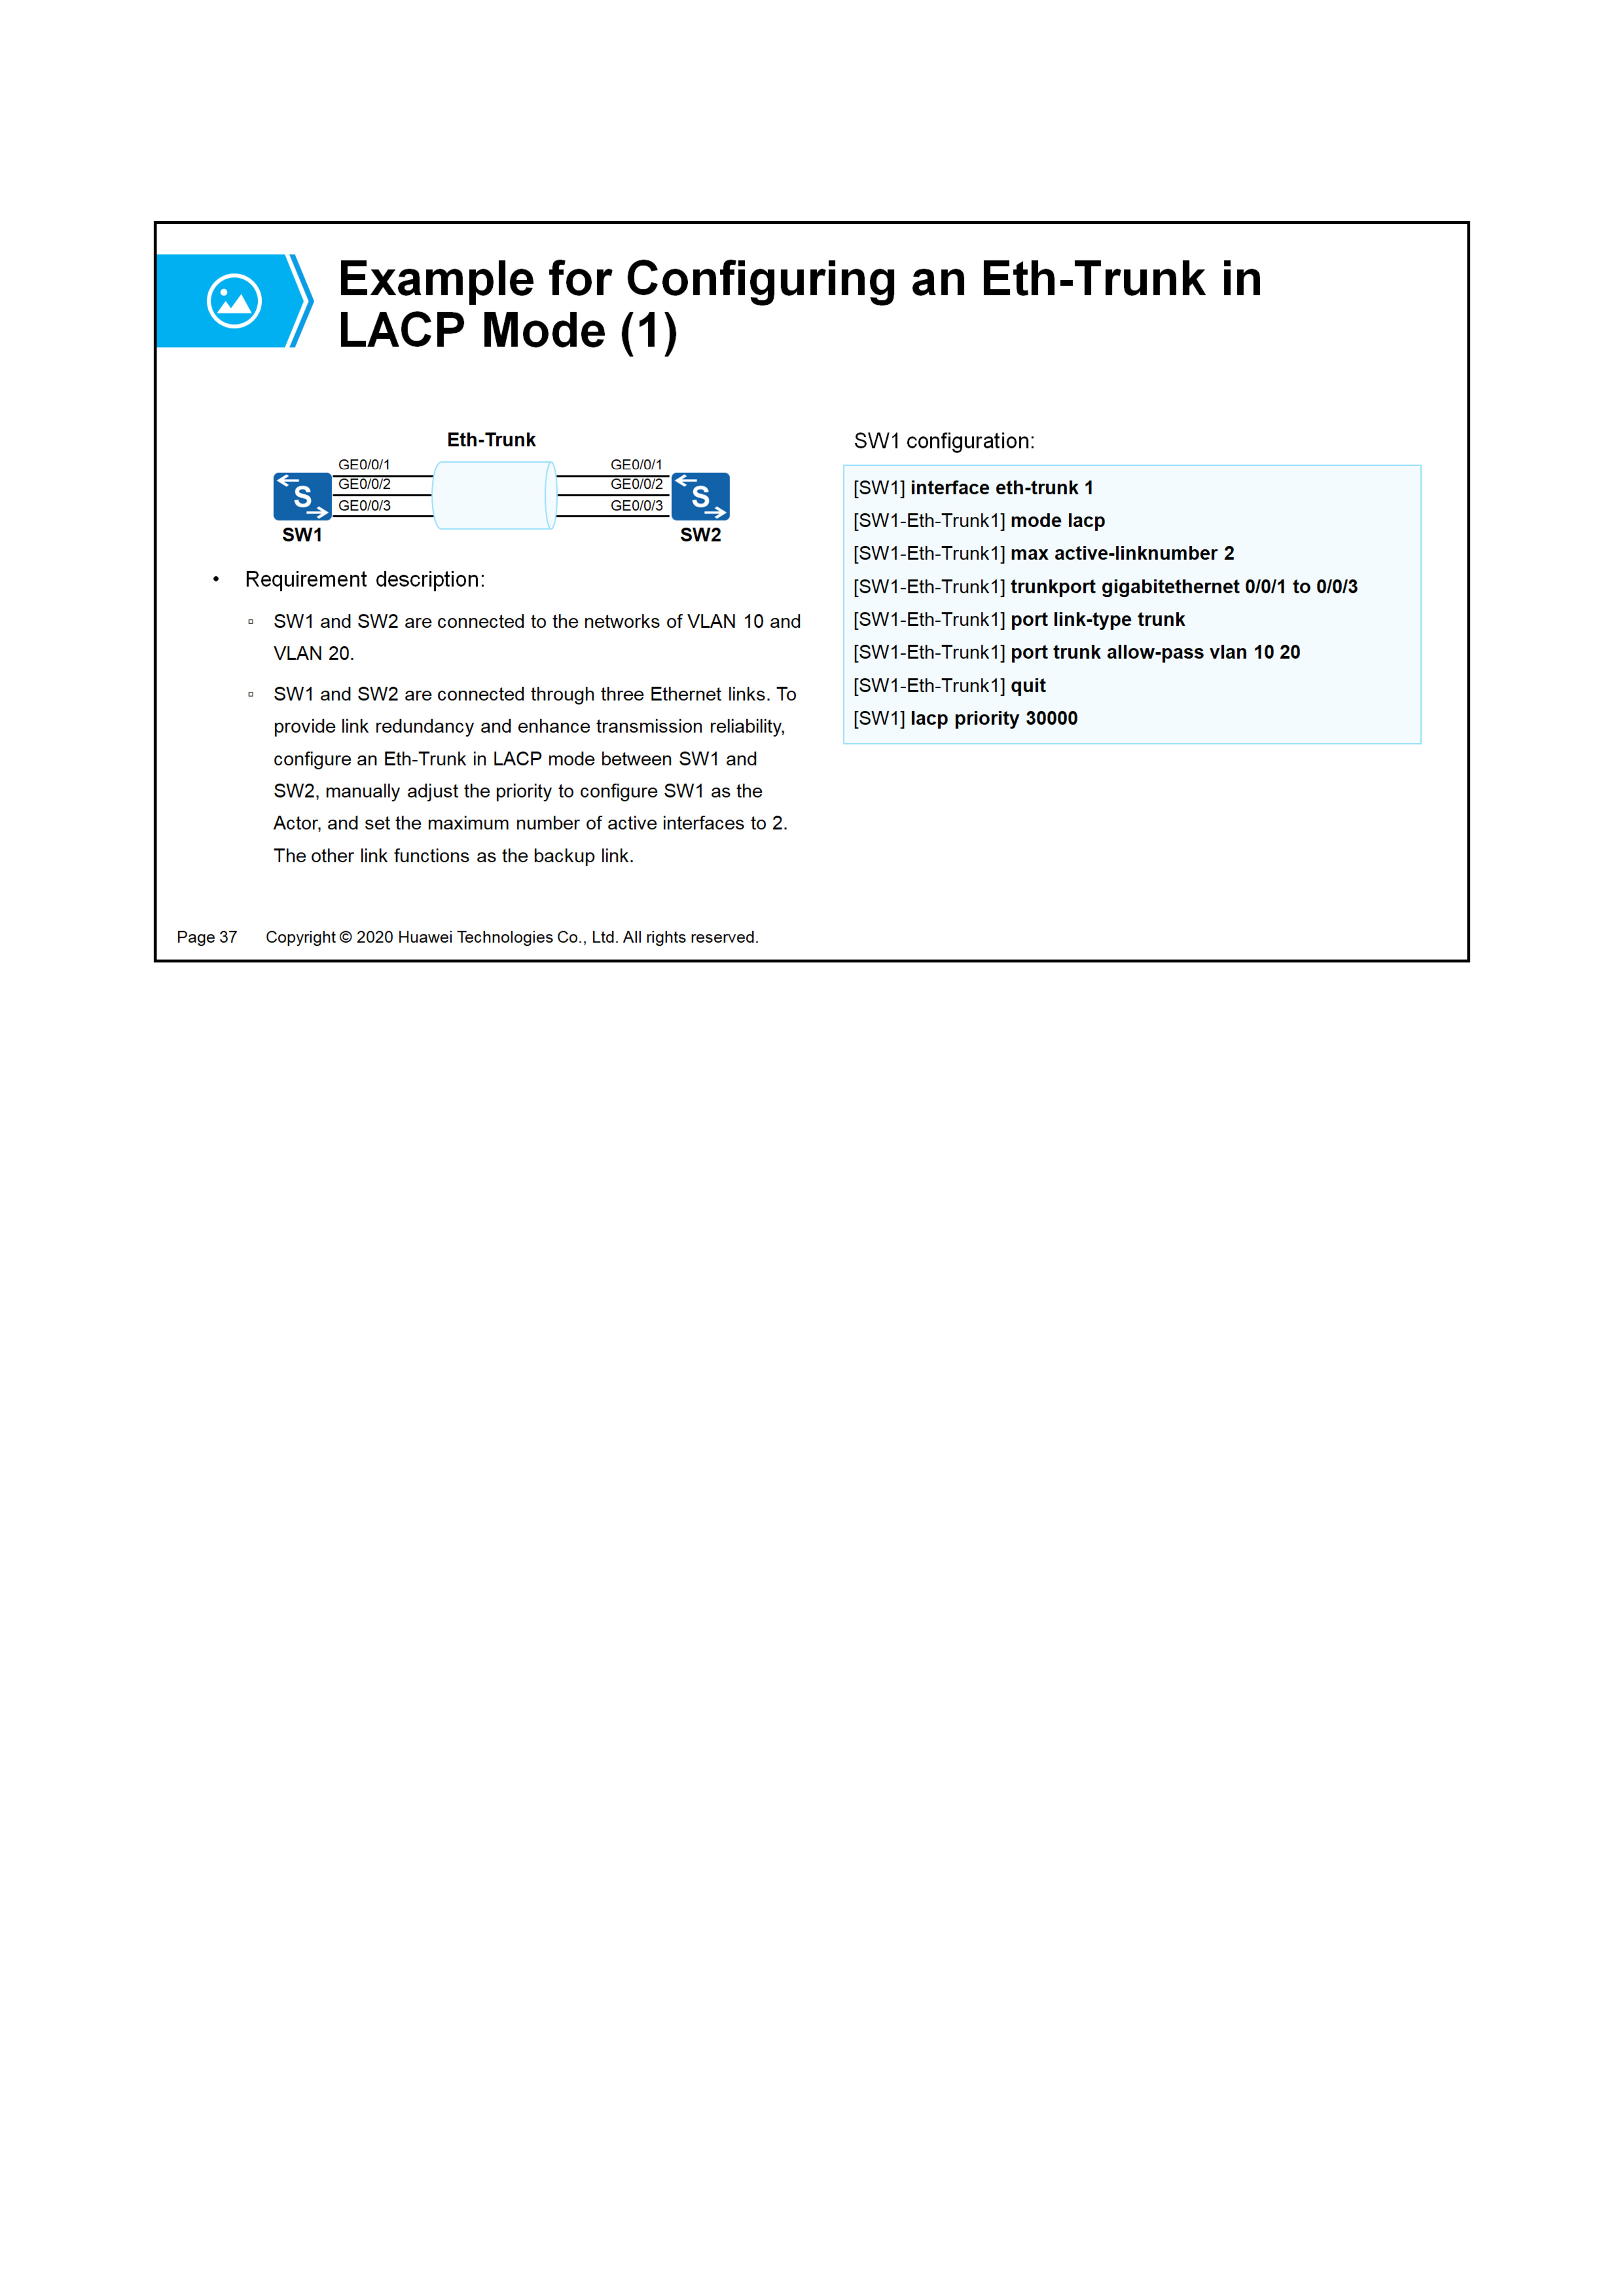 Example for Configuring an Eth-Trunk in
LACP Mode (1)
Eth-Trunk
GE0/0/1
GE0/0/2
GE0/0/3
GE0/0/1
GE0/0/2
GE0/0/3
S
S
SW1
SW2
• Requirement description:
▫ SW1 and SW2 are connected to the networks of VLAN 10 and
VLAN 20.
▫ SW1 and SW2 are connected through three Ethernet links. To
provide link redundancy and enhance transmission reliability,
configure an Eth-Trunk in LACP mode between SW1 and
SW2, manually adjust the priority to configure SW1 as the
Actor, and set the maximum number of active interfaces to 2.
The other link functions as the backup link.
SW1 configuration:
[SW1] interface eth-trunk 1
[SW1-Eth-Trunk1] mode lacp
[SW1-Eth-Trunk1] max active-linknumber 2
[SW1-Eth-Trunk1] trunkport gigabitethernet 0/0/1 to 0/0/3
[SW1-Eth-Trunk1] port link-type trunk
[SW1-Eth-Trunk1] port trunk allow-pass vlan 10 20
[SW1-Eth-Trunk1] quit
[SW1] lacp priority 30000
Page 37 Copyright © 2020 Huawei Technologies Co., Ltd. All rights reserved.